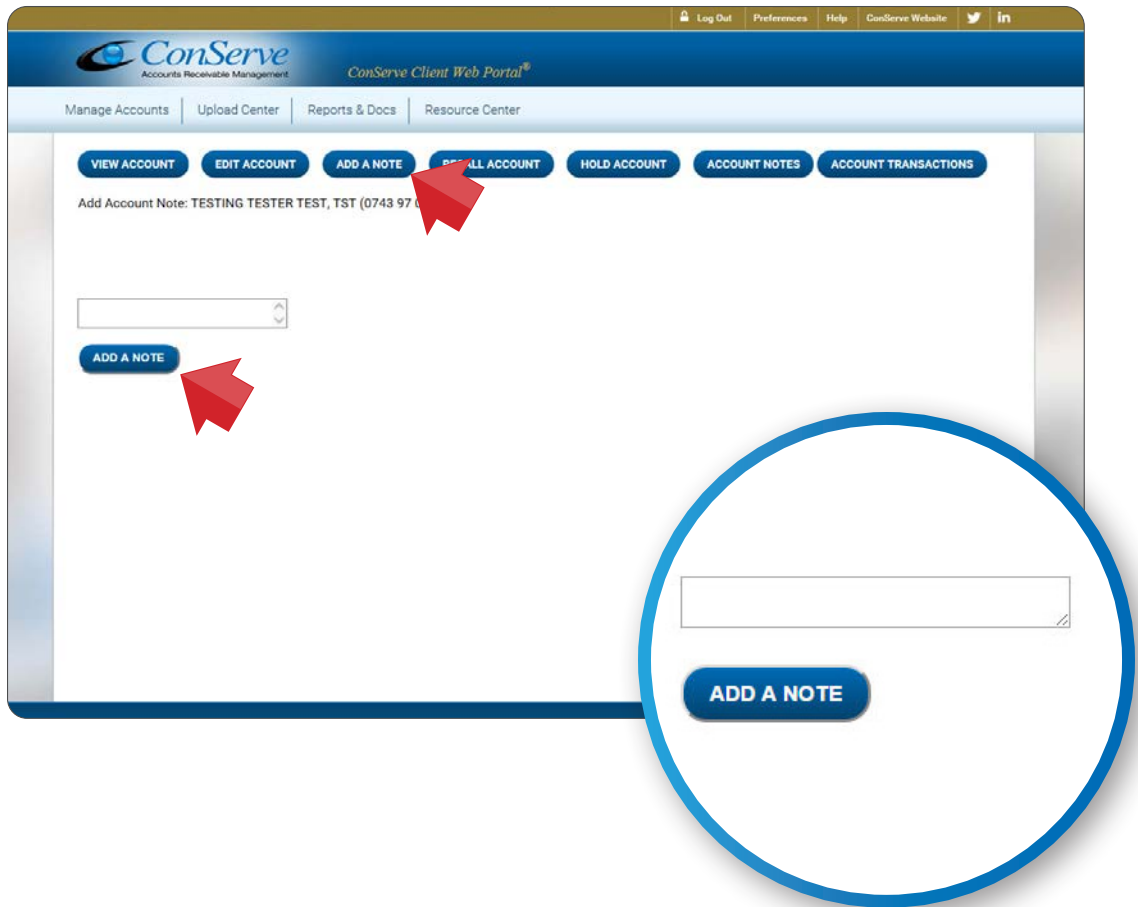 Log Out Preferences Help ConServe Website
ConServe
Accounts Receivable Management
ConServe Client Web Portal®
Manage Accounts Upload Center Reports & Docs Resource Center
VIEW ACCOUNT EDIT ACCOUNT ADD A NOTE ACCOUNT HOLD ACCOUNT ACCOUNT NOTES ACCOUNT TRANSACTIONS
Add Account Note: TESTING TESTER TEST, TST (0743 97
ADD A NOTE
ADD A NOTE